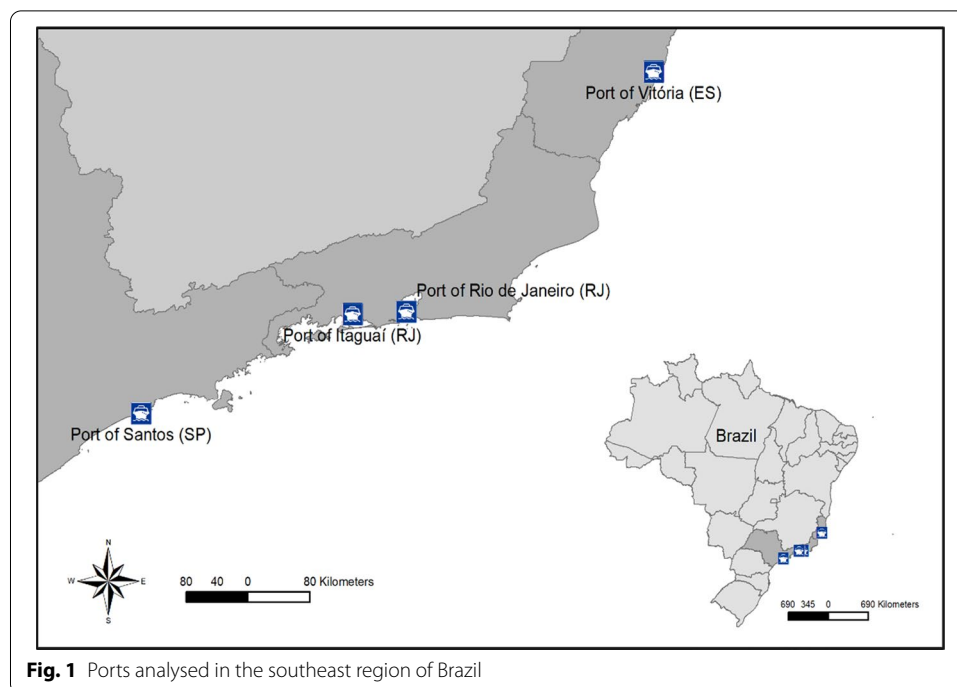 Port of Vitória (ES)
Port of Rio de Janeiro (RJ)
Port of Itaguaí (RJ)
Port of Santos (SP)
Brazil
N
W E
S
80 40 0 80 Kilometers
690 345 0 690 Kilometers
Fig. 1 Ports analysed in the southeast region of Brazil